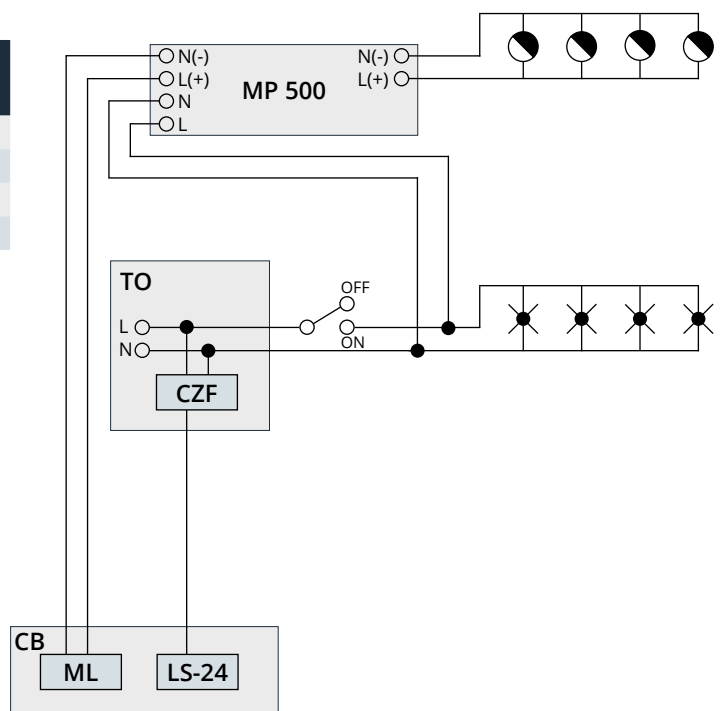 N(-)
L(+)
N
L
MP 500
N(-)
L(+)
TO
L
N
OFF
ON
CZF
CB
ML
LS-24